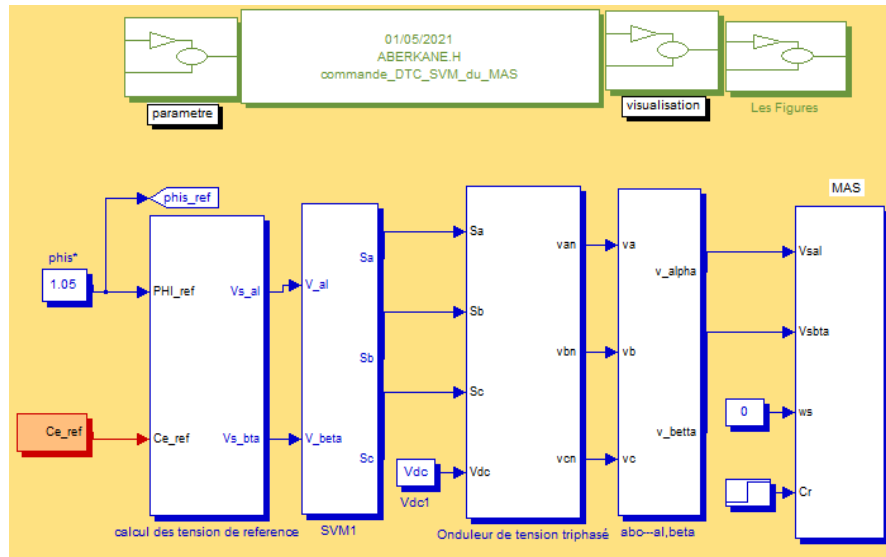 01/05/2021
ABERKANE.H
commande_DTC_SVM_du_MAS
parametre
visualisation
Les Figures
phis_ref
phis*
1.05
PHI_ref
Vs_al
Ce_ref
Ce_ref
Vs_bta
calcul des tension de reference
V_al
Sa
Sb
V_beta
Sc
SVM1
Sa
van
Sb
vbn
Sc
Vdc
vcn
Vdc
Vdc1
Onduleur de tension triphasé
va
v_alpha
vb
v_betta
vc
abc---al,beta
MAS
Vsal
Vsbta
0
ws
Cr